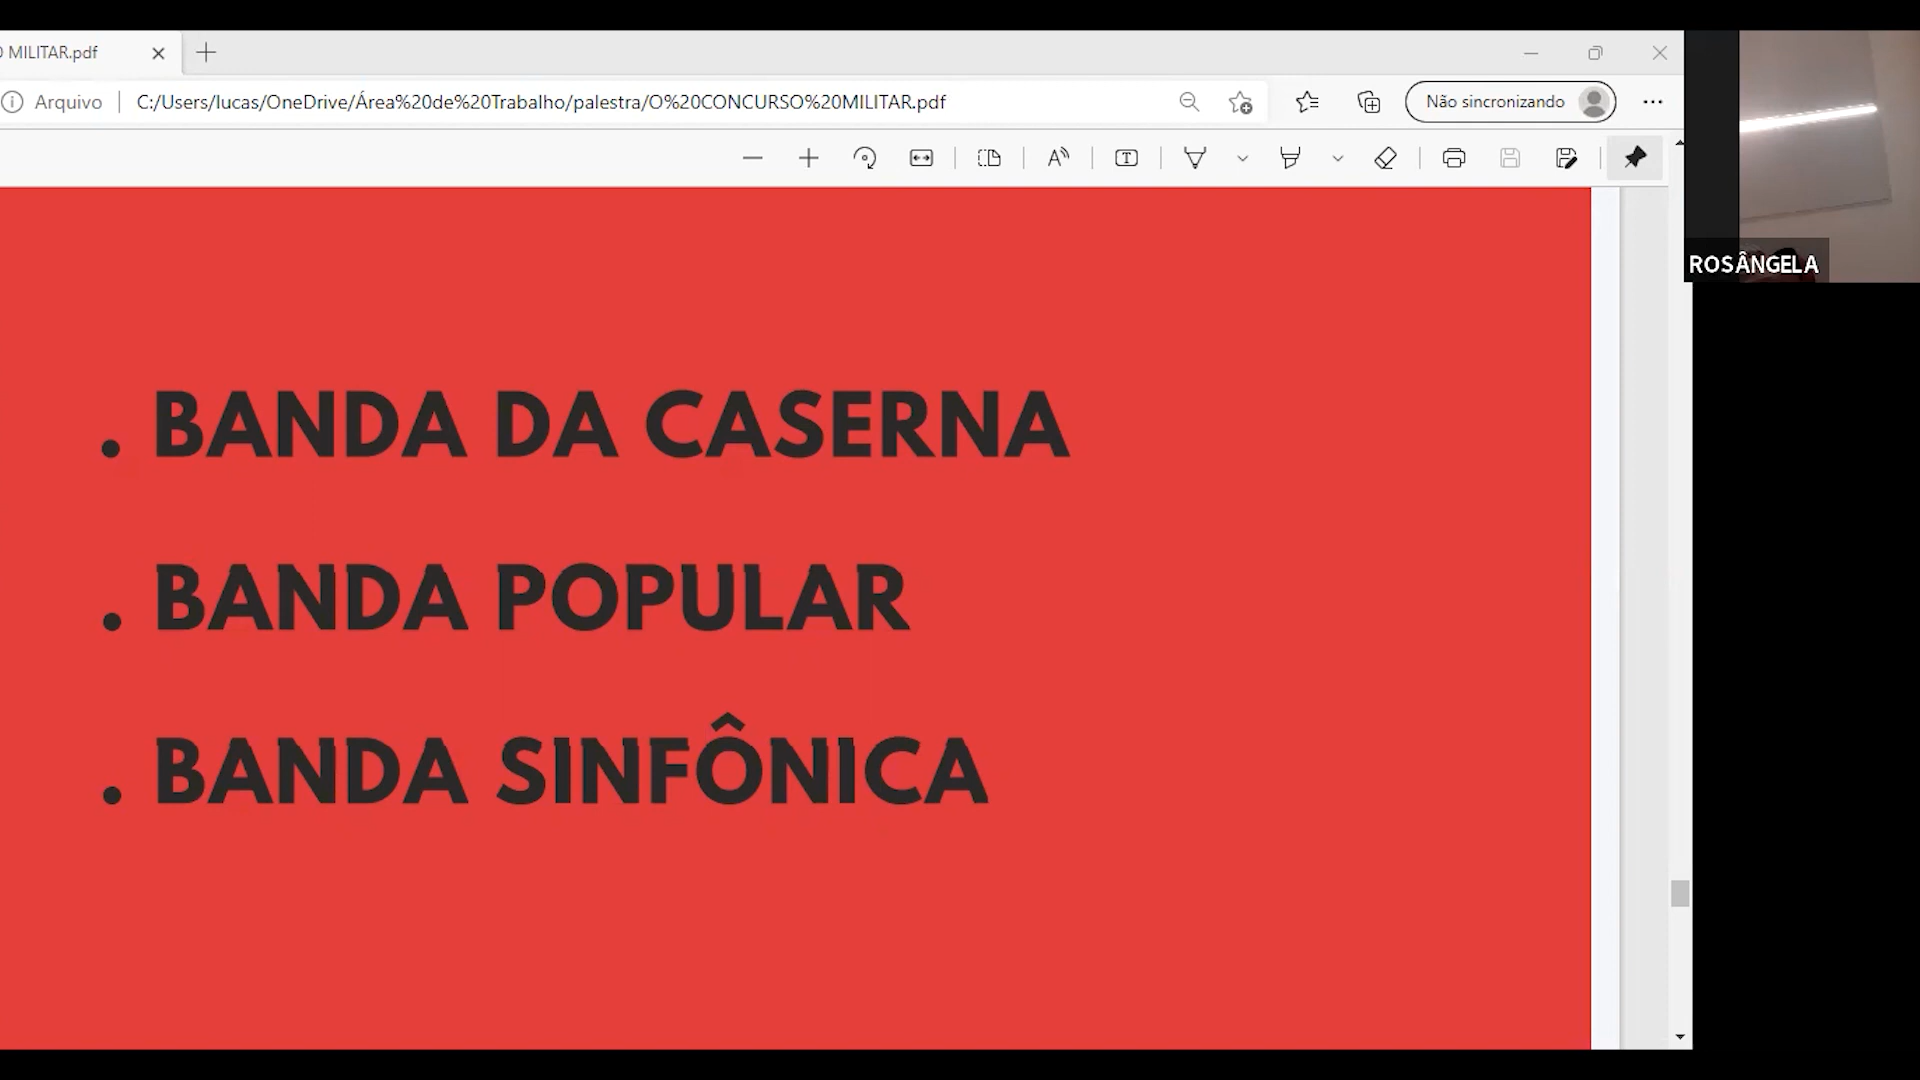 O MILITAR.pdf
Arquivo
C:/Users/lucas/OneDrive/Área%20de%20Trabalho/palestra/O%20CONCURSO%20MILITAR.pdf
Não sincronizando
ROSÂNGELA
. BANDA DA CASERNA
. BANDA POPULAR
. BANDA SINFÔNICA